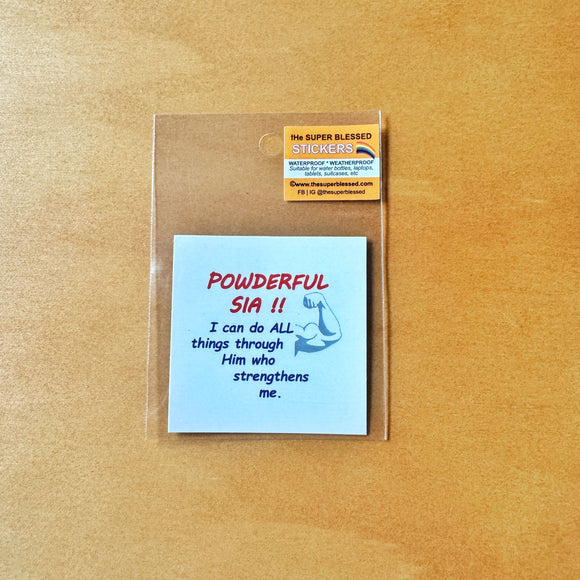 tHe SUPER BLESSED
STICKERS
WATERPROOF * WEATHERPROOF
Suitable for water bottles, laptops,
tablets, suitcases, etc
©www.thesuperblessed.com
FB | IG @thesuperblessed
POWDERFUL
SIA !!
I can do ALL
things through
Him who
strengthens
me.